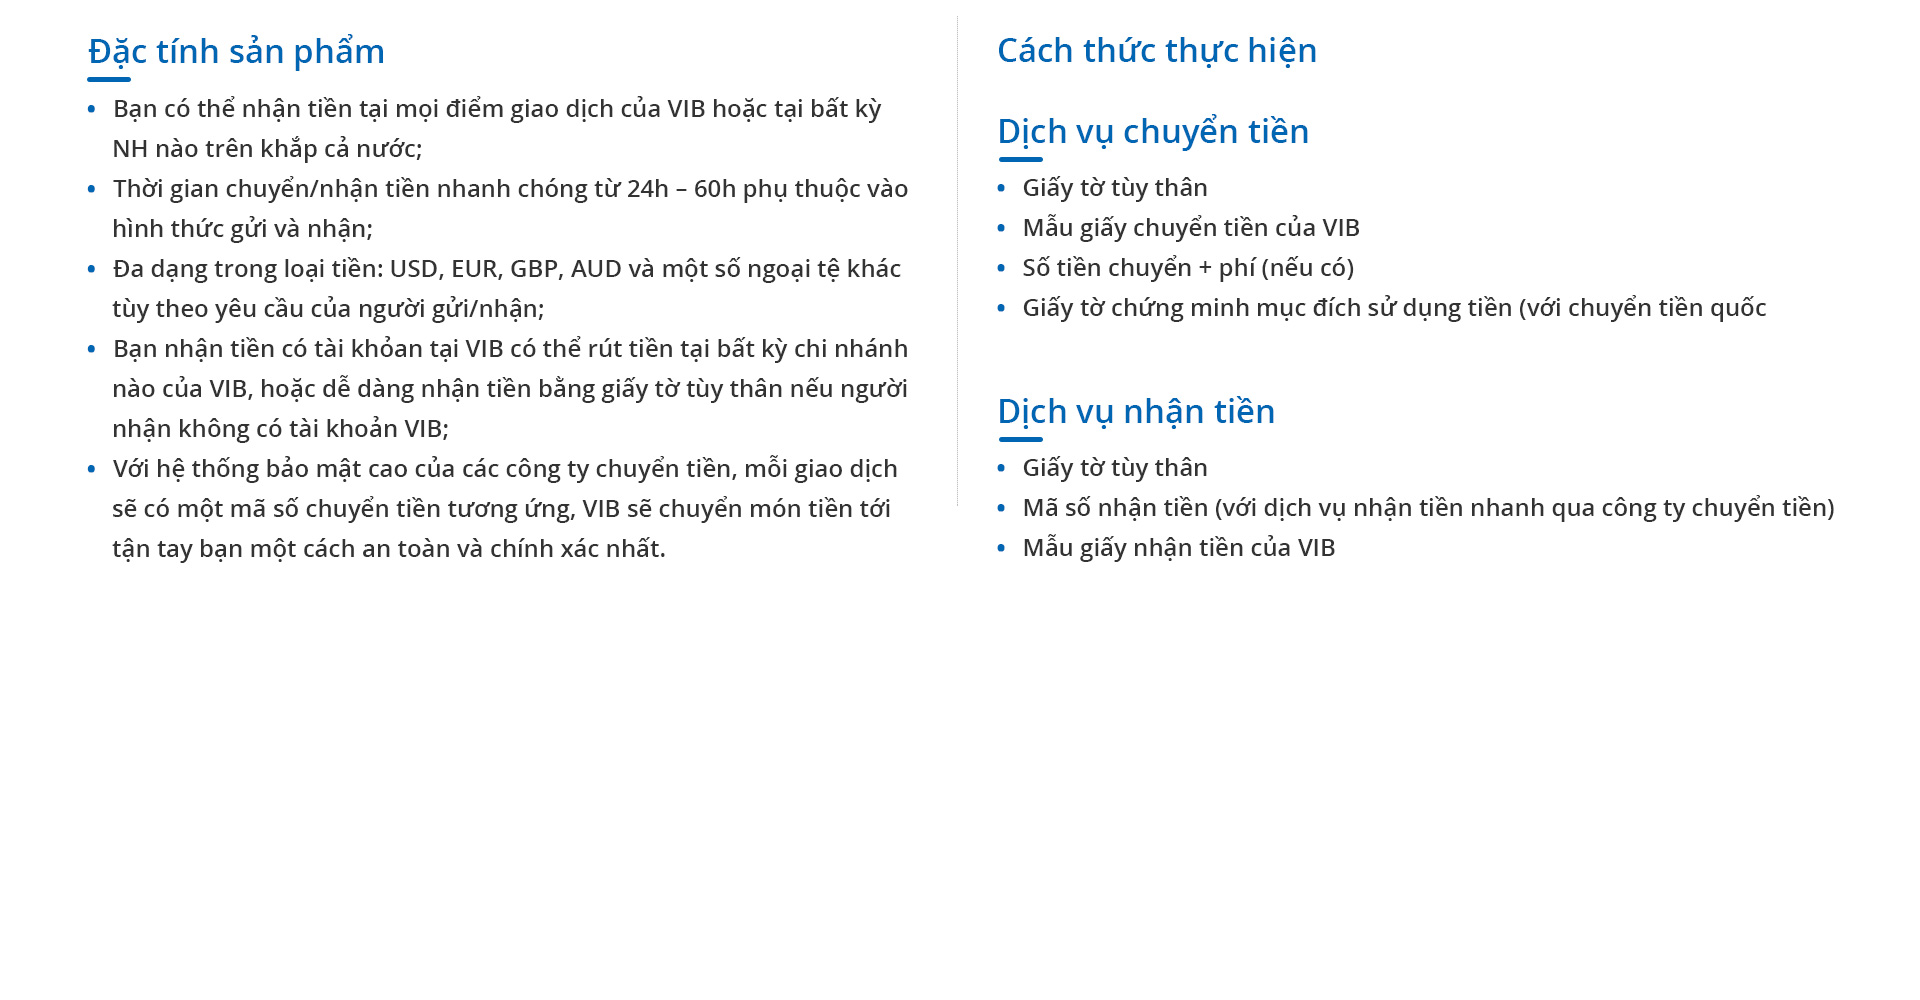 Đặc tính sản phẩm
Bạn có thể nhận tiền tại mọi điểm giao dịch của VIB hoặc tại bất kỳ
NH nào trên khắp cả nước;
Thời gian chuyển/nhận tiền nhanh chóng từ 24h – 60h phụ thuộc vào
hình thức gửi và nhận;
Đa dạng trong loại tiền: USD, EUR, GBP, AUD và một số ngoại tệ khác
tùy theo yêu cầu của người gửi/nhận;
Bạn nhận tiền có tài khỏan tại VIB có thể rút tiền tại bất kỳ chi nhánh
nào của VIB, hoặc dễ dàng nhận tiền bằng giấy tờ tùy thân nếu người
nhận không có tài khoản VIB;
Với hệ thống bảo mật cao của các công ty chuyển tiền, mỗi giao dịch
sẽ có một mã số chuyển tiền tương ứng, VIB sẽ chuyển món tiền tới
tận tay bạn một cách an toàn và chính xác nhất.
Cách thức thực hiện
Dịch vụ chuyển tiền
Giấy tờ tùy thân
Mẫu giấy chuyển tiền của VIB
Số tiền chuyển + phí (nếu có)
Giấy tờ chứng minh mục đích sử dụng tiền (với chuyển tiền quốc
Dịch vụ nhận tiền
Giấy tờ tùy thân
Mã số nhận tiền (với dịch vụ nhận tiền nhanh qua công ty chuyển tiền)
Mẫu giấy nhận tiền của VIB